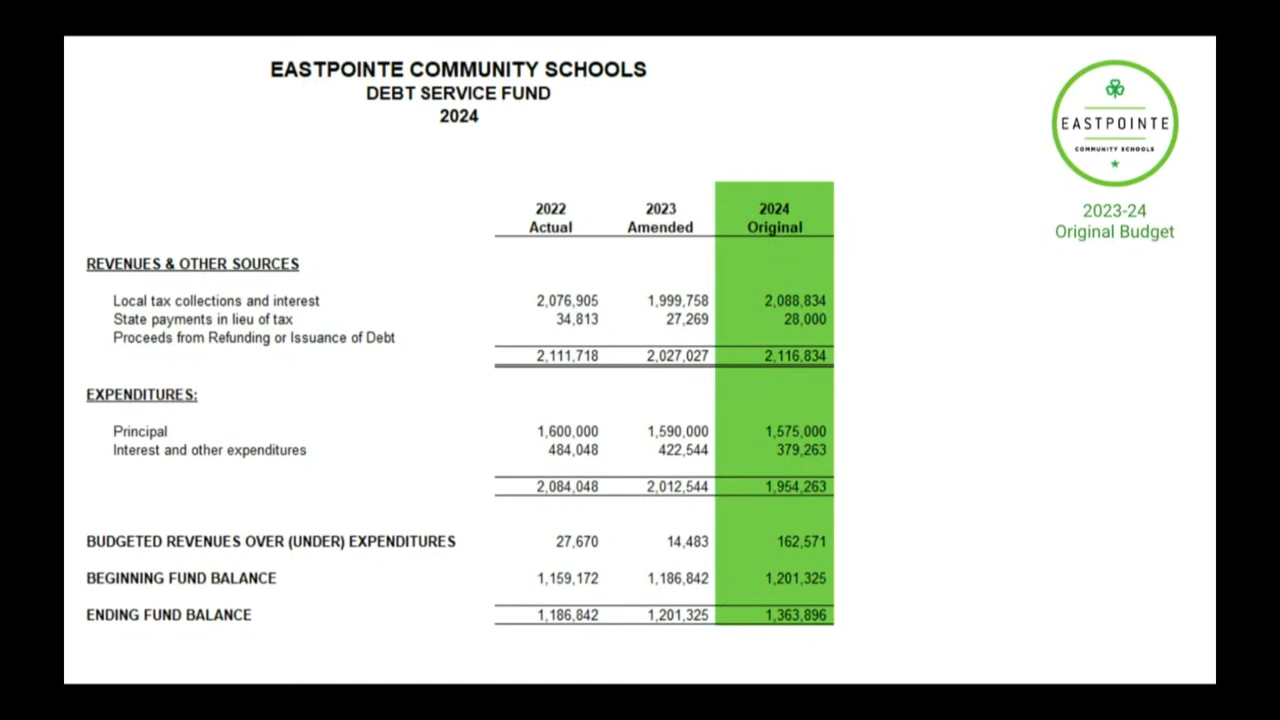 EASTPOINTE COMMUNITY SCHOOLS
DEBT SERVICE FUND
2024
EASTPOINTE
COMMUNITY SCHOOLS
2023-24
Original Budget
2022 2023 2024
Actual Amended Original
REVENUES & OTHER SOURCES
Local tax collections and interest 2,076,905 1,999,758 2,088,834
State payments in lieu of tax 34,813 27,269 28,000
Proceeds from Refunding or Issuance of Debt
2,111,718 2,027,027 2,116,834
EXPENDITURES:
Principal 1,600,000 1,590,000 1,575,000
Interest and other expenditures 484,048 422,544 379,263
2,084,048 2,012,544 1,954,263
BUDGETED REVENUES OVER (UNDER) EXPENDITURES 27,670 14,483 162,571
BEGINNING FUND BALANCE 1,159,172 1,186,842 1,201,325
ENDING FUND BALANCE 1,186,842 1,201,325 1,363,896